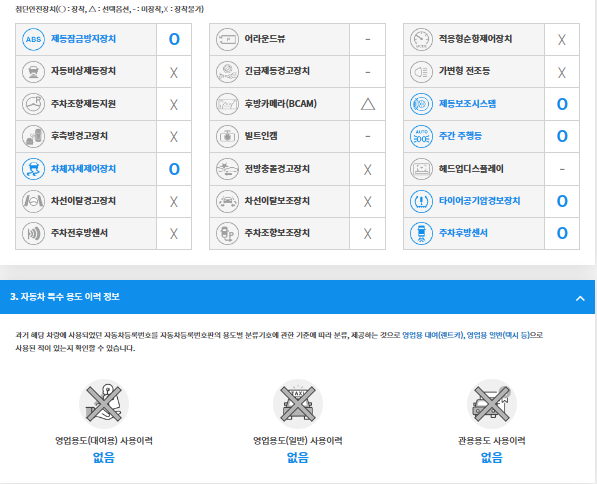 첨단안전장치(○ : 장착, △ : 선택옵션, - : 미장착,X : 장착불가)
ABS 제동잠금방지장치 O
어라운드뷰 -
적응형순항제어장치 X
자동비상제동장치 X
긴급제동경고장치 -
가변형 전조등 X
주차조향제동지원 X
후방카메라(BCAM) △
제동보조시스템 O
후측방경고장치 X
빌트인캠 -
AUTO 주간 주행등 O
차체자세제어장치 O
전방충돌경고장치 X
헤드업디스플레이 -
차선이탈경고장치 X
차선이탈보조장치 X
타이어공기압경보장치 O
주차전후방센서 X
주차조향보조장치 X
주차후방센서 O
3. 자동차 특수 용도 이력 정보
과거 해당 차량에 사용되었던 자동차등록번호를 자동차등록번호판의 용도별 분류기호에 관한 기준에 따라 분류, 제공하는 것으로 영업용 대여(렌트카), 영업용 일반(택시 등)으로
사용된 적이 있는지 확인할 수 있습니다.
영업용도(대여용) 사용이력
없음
영업용도(일반) 사용이력
없음
관용용도 사용이력
없음